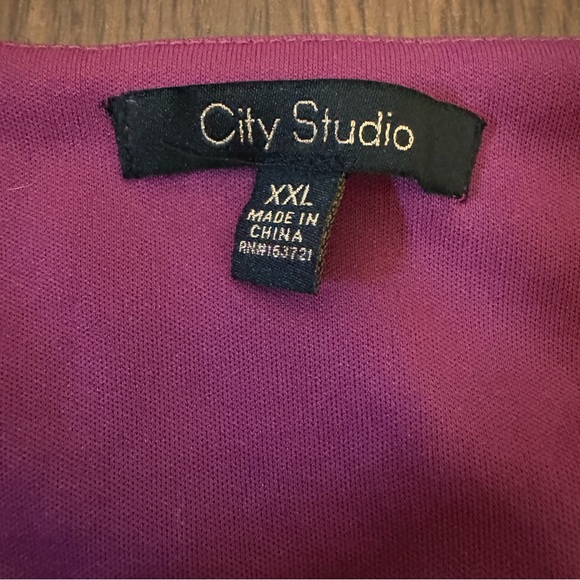 City Studio
XXL
MADE IN
CHINA
RN#163721